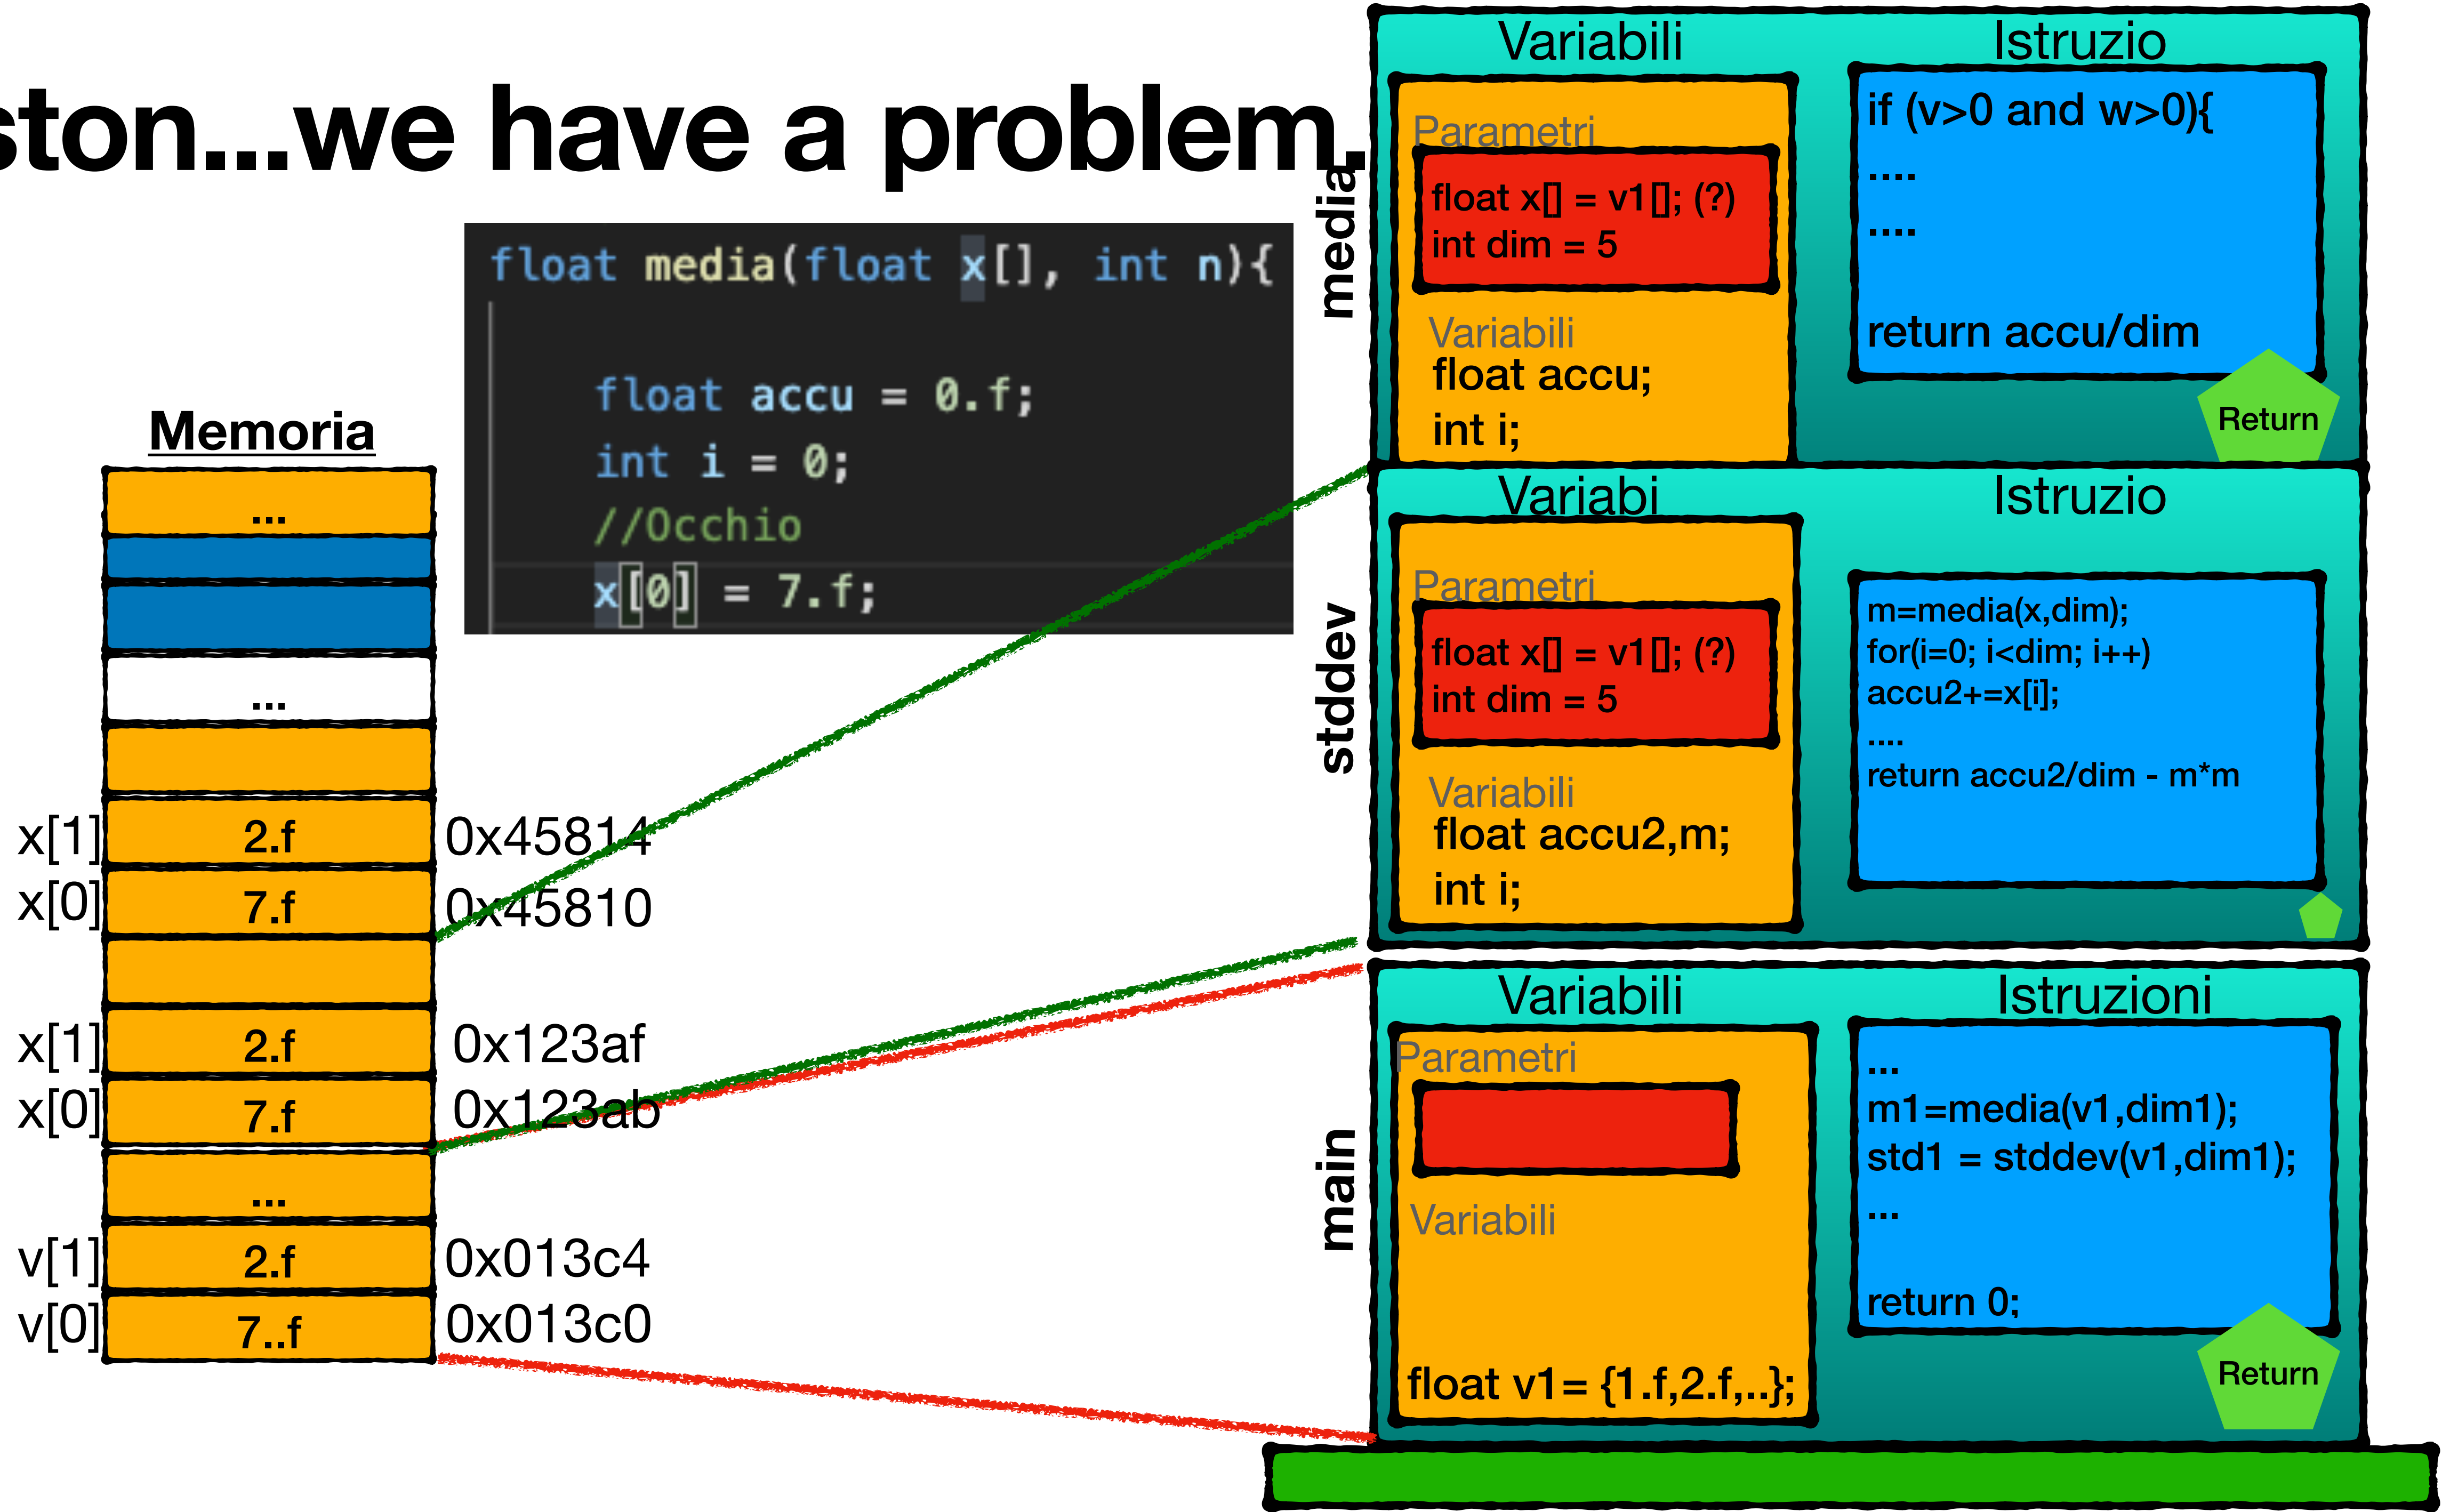 ston...we have a problem.
float media(float x[], int n){
float accu = 0.f;
int i = 0;
//Occhio
x[0] = 7.f;
Memoria
...
...
x[1] 2.f 0x45814
x[0] 7.f 0x45810
x[1] 2.f 0x123af
x[0] 7.f 0x123ab
...
v[1] 2.f 0x013c4
v[0] 7..f 0x013c0
media
Variabili
Parametri
float x[] = v1[]; (?)
int dim = 5
Variabili
float accu;
int i;
Istruzio
if (v>0 and w>0){
....
....
return accu/dim
Return
stddev
Variabi
Parametri
float x[] = v1[]; (?)
int dim = 5
Variabili
float accu2,m;
int i;
Istruzio
m=media(x,dim);
for(i=0; i<dim; i++)
accu2+=x[i];
....
return accu2/dim - m*m
main
Variabili
Parametri
Variabili
float v1= {1.f,2.f,..};
Istruzioni
...
m1=media(v1,dim1);
std1 = stddev(v1,dim1);
...
return 0;
Return